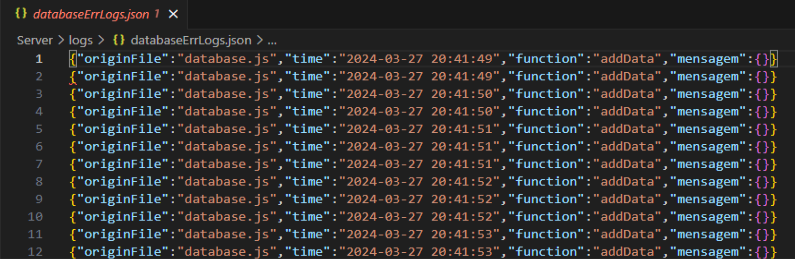 {} databaseErrLogs.json 1 ×
Server > logs > {} databaseErrLogs.json > ...
1 {"originFile":"database.js","time":"2024-03-27 20:41:49","function":"addData","mensagem":{}}
2 {"originFile":"database.js","time":"2024-03-27 20:41:49","function":"addData","mensagem":{}}
3 {"originFile":"database.js","time":"2024-03-27 20:41:50","function":"addData","mensagem":{}}
4 {"originFile":"database.js","time":"2024-03-27 20:41:50","function":"addData","mensagem":{}}
5 {"originFile":"database.js","time":"2024-03-27 20:41:51","function":"addData","mensagem":{}}
6 {"originFile":"database.js","time":"2024-03-27 20:41:51","function":"addData","mensagem":{}}
7 {"originFile":"database.js","time":"2024-03-27 20:41:51","function":"addData","mensagem":{}}
8 {"originFile":"database.js","time":"2024-03-27 20:41:52","function":"addData","mensagem":{}}
9 {"originFile":"database.js","time":"2024-03-27 20:41:52","function":"addData","mensagem":{}}
10 {"originFile":"database.js","time":"2024-03-27 20:41:52","function":"addData","mensagem":{}}
11 {"originFile":"database.js","time":"2024-03-27 20:41:53","function":"addData","mensagem":{}}
12 {"originFile":"database.js","time":"2024-03-27 20:41:53","function":"addData","mensagem":{}}